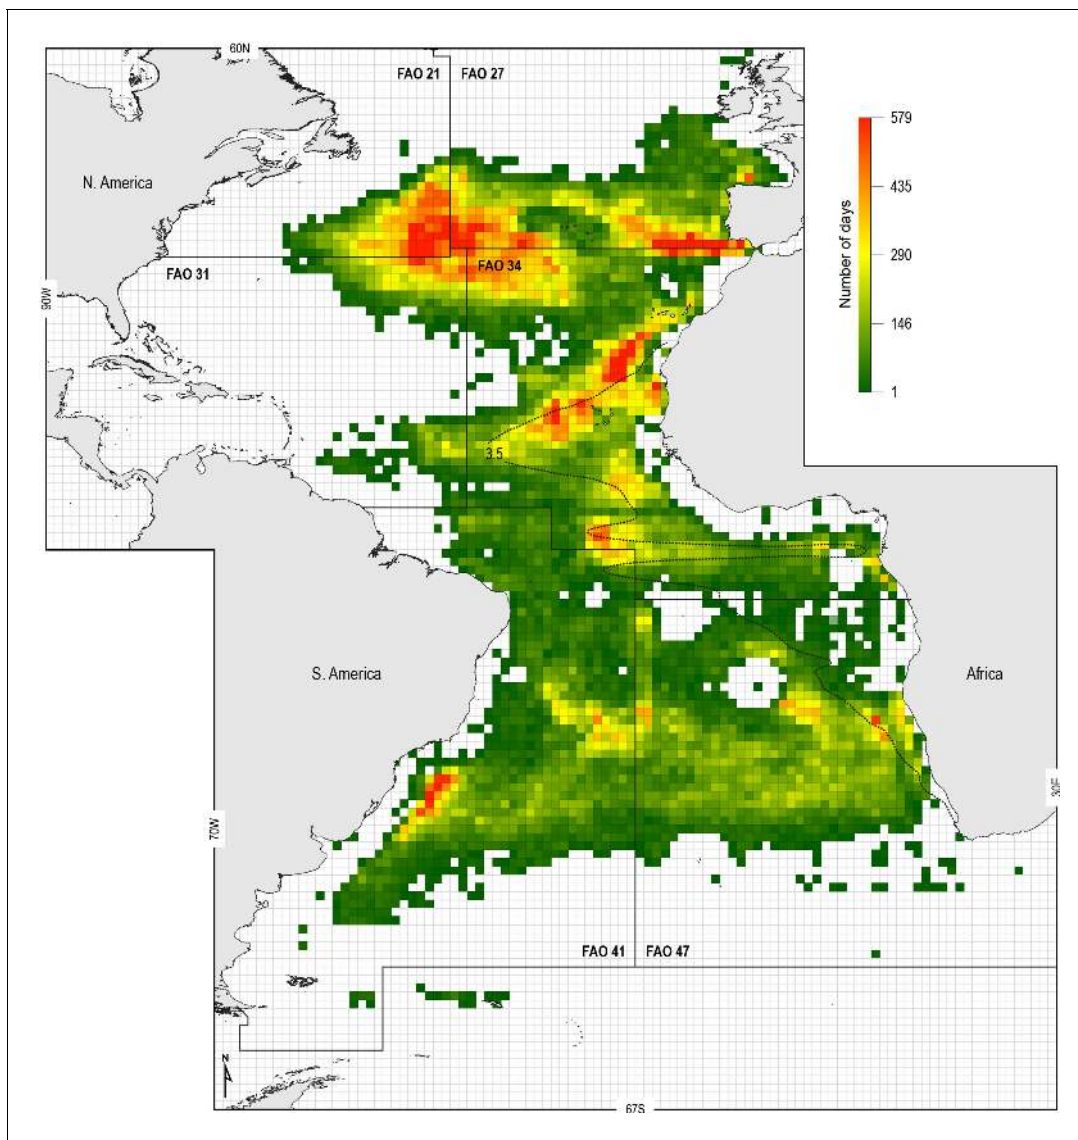 60N
FAO 21
FAO 27
579
435
290
146
1
Number of days
N. America
FAO 31
FAO 34
90W
3.5
S. America
Africa
70W
30E
FAO 41
FAO 47
N
67S